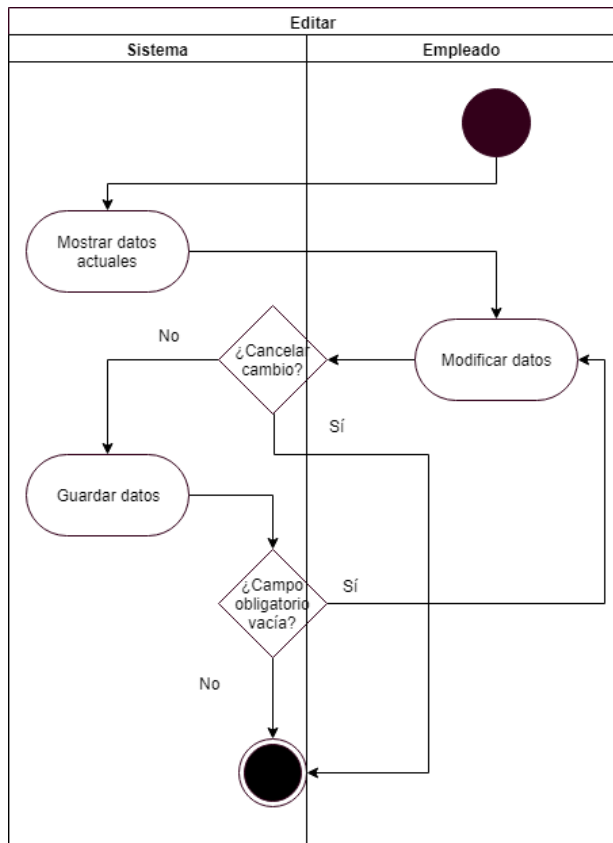 Editar
Sistema
Empleado
Mostrar datos
actuales
No
¿Cancelar
cambio?
Modificar datos
Sí
Guardar datos
¿Campo
obligatorio
vacía?
Sí
No